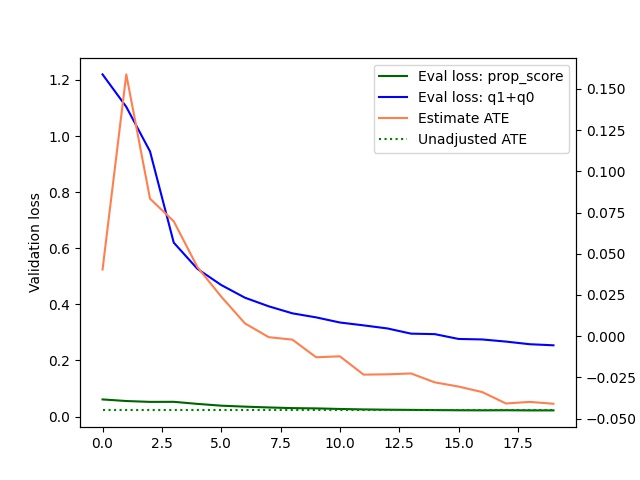 Eval loss: prop_score
Eval loss: q1+q0
Estimate ATE
Unadjusted ATE
Validation loss
1.2
1.0
0.8
0.6
0.4
0.2
0.0
0.150
0.125
0.100
0.075
0.050
0.025
0.000
−0.025
−0.050
0.0 2.5 5.0 7.5 10.0 12.5 15.0 17.5